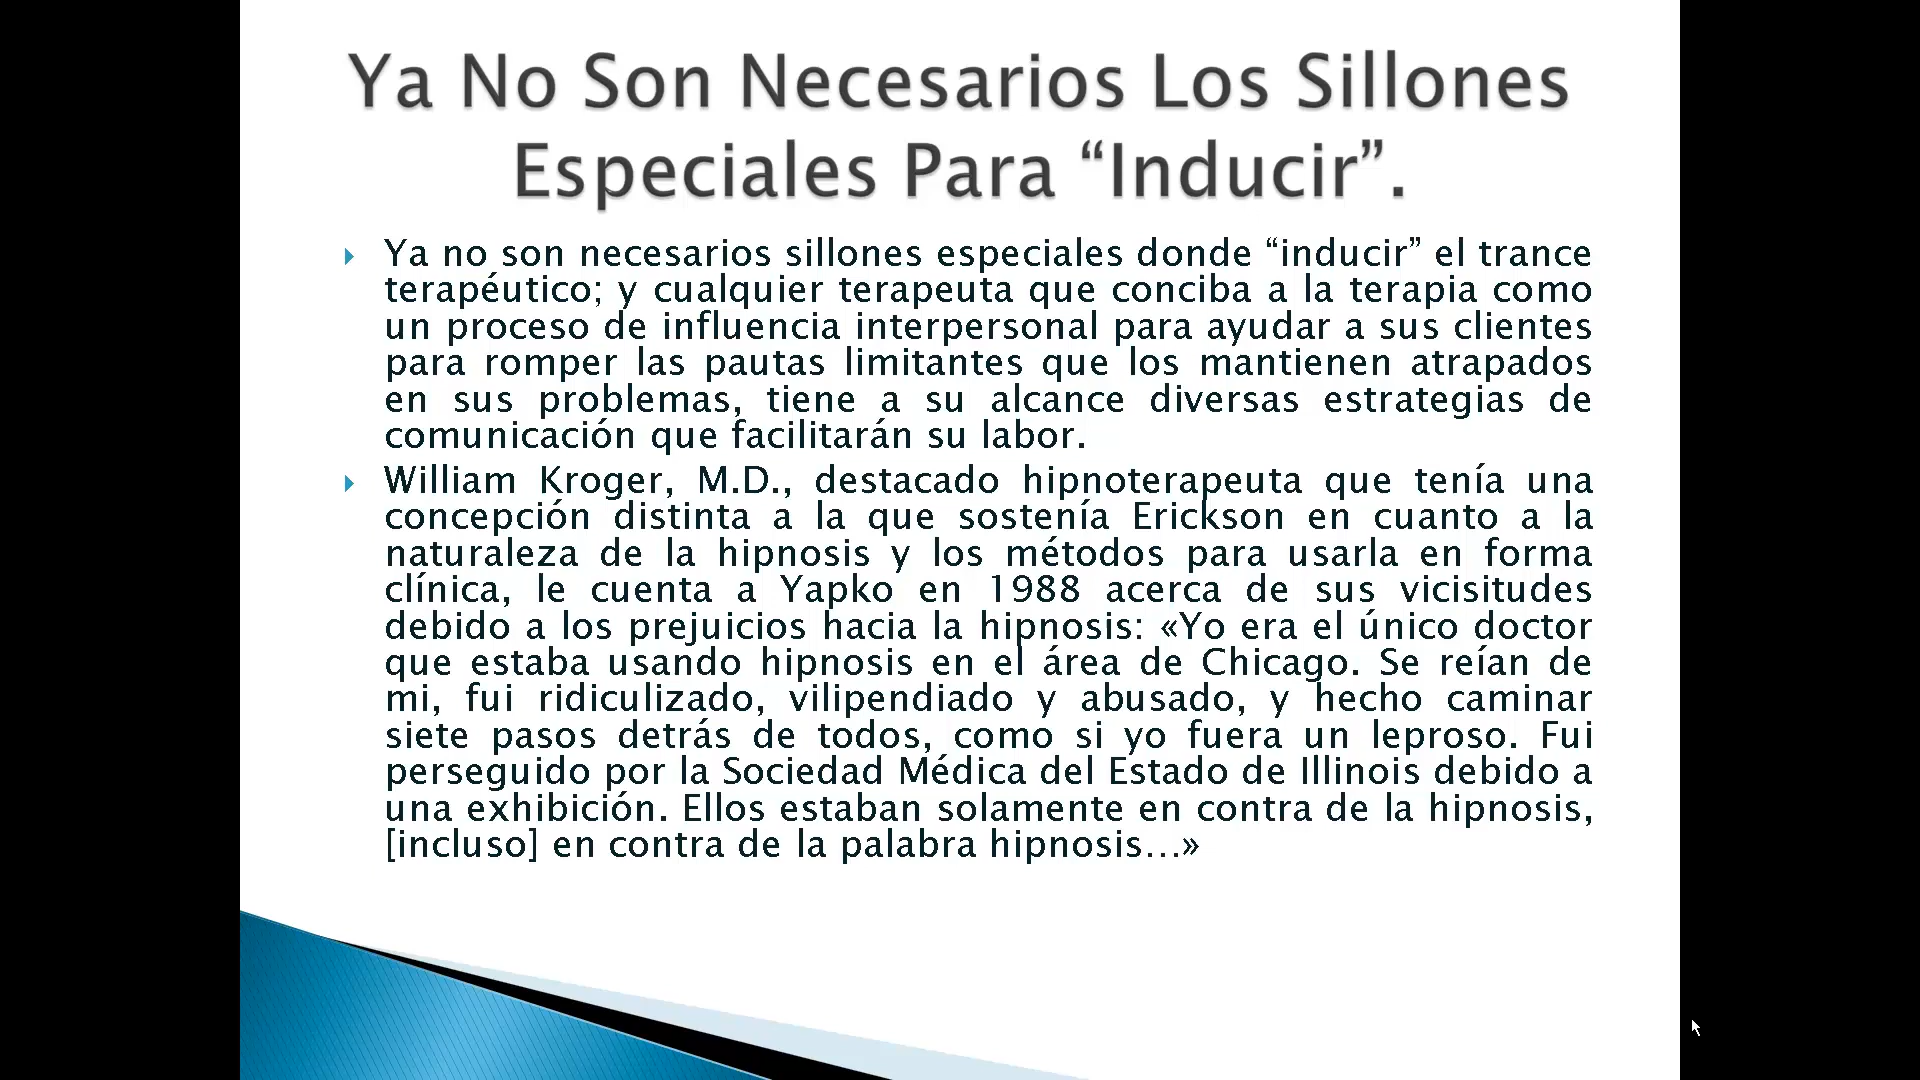 Ya No Son Necesarios Los Sillones
Especiales Para “Inducir”.
Ya no son necesarios sillones especiales donde “inducir” el trance
terapéutico; y cualquier terapeuta que conciba a la terapia como
un proceso de influencia interpersonal para ayudar a sus clientes
para romper las pautas limitantes que los mantienen atrapados
en sus problemas, tiene a su alcance diversas estrategias de
comunicación que facilitarán su labor.
William Kroger, M.D., destacado hipnoterapeuta que tenía una
concepción distinta a la que sostenía Erickson en cuanto a la
naturaleza de la hipnosis y los métodos para usarla en forma
clínica, le cuenta a Yapko en 1988 acerca de sus vicisitudes
debido a los prejuicios hacia la hipnosis: «Yo era el único doctor
que estaba usando hipnosis en el área de Chicago. Se reían de
mi, fui ridiculizado, vilipendiado y abusado, y hecho caminar
siete pasos detrás de todos, como si yo fuera un leproso. Fui
perseguido por la Sociedad Médica del Estado de Illinois debido a
una exhibición. Ellos estaban solamente en contra de la hipnosis,
[incluso] en contra de la palabra hipnosis…»